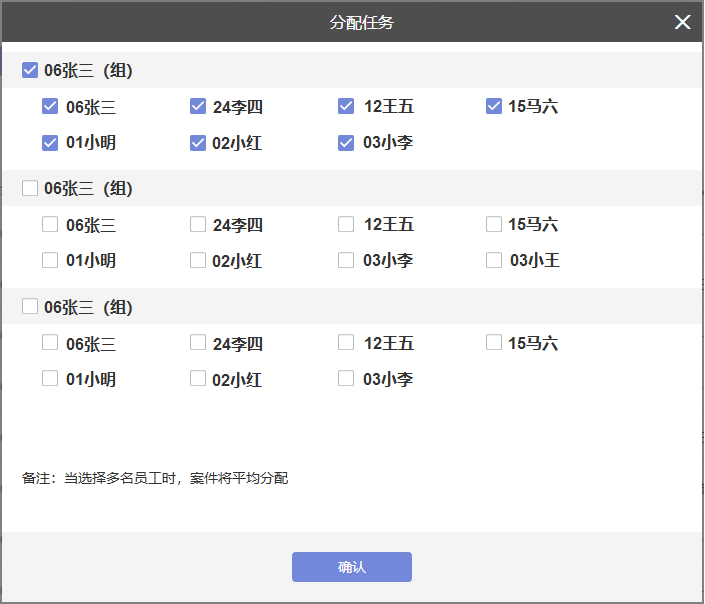 分配任务
06张三（组）
06张三 24李四 12王五 15马六
01小明 02小红 03小李
06张三（组）
06张三 24李四 12王五 15马六
01小明 02小红 03小李 03小王
06张三（组）
06张三 24李四 12王五 15马六
01小明 02小红 03小李
备注：当选择多名员工时，案件将平均分配
确认